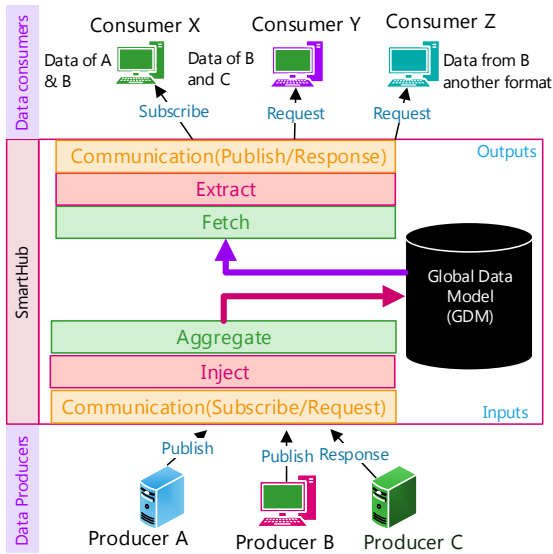 Data consumers
Consumer X
Consumer Y
Consumer Z
Data of A
& B
Data of B
and C
Data from B
another format
Subscribe
Request
Request
SmartHub
Communication(Publish/Response)
Outputs
Extract
Fetch
Global Data
Model
(GDM)
Aggregate
Inject
Communication(Subscribe/Request)
Inputs
Data Producers
Publish
Publish
Response
Producer A
Producer B
Producer C